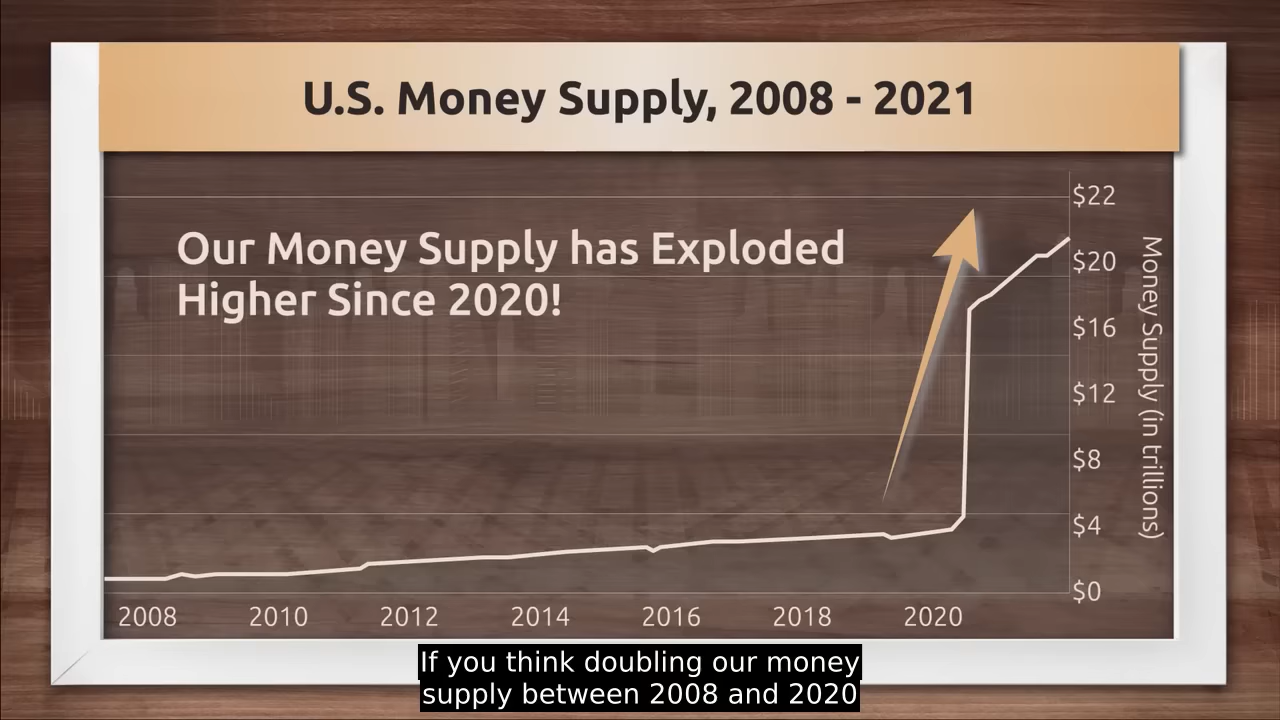 U.S. Money Supply, 2008 - 2021
Our Money Supply has Exploded
Higher Since 2020!
$22
$20
$16
$12
$8
$4
$0
Money Supply (in trillions)
2008 2010 2012 2014 2016 2018 2020
If you think doubling our money
supply between 2008 and 2020